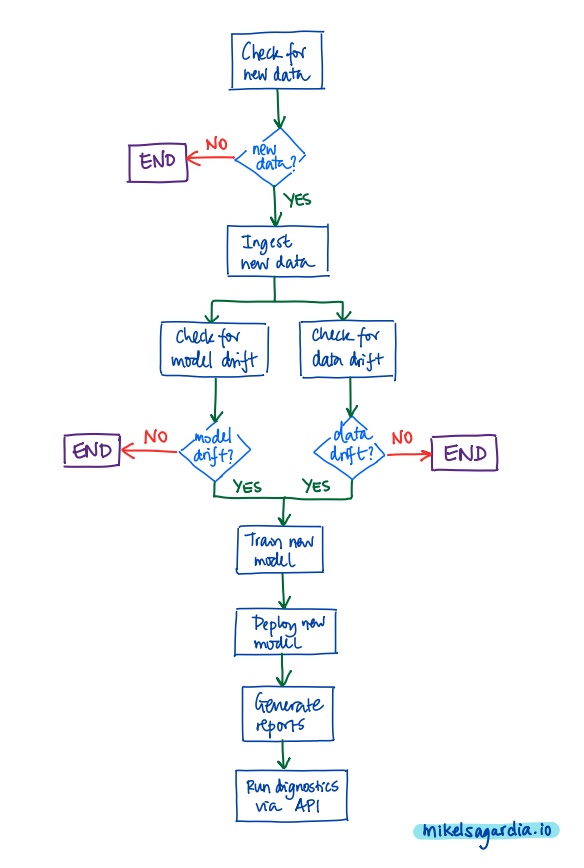 Check for
new data
new
data?
NO
END
YES
Ingest
new data
Check for
model drift
Check for
data drift
model
drift?
NO
END
data
drift?
NO
END
YES
YES
Train new
model
Deploy new
model
Generate
reports
Run dignostics
via API
mikelsagardia.io